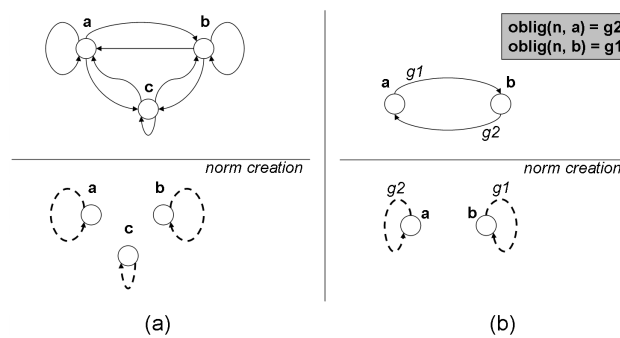 a
b
c
norm creation
a
b
c
(a)
oblig(n, a) = g2
oblig(n, b) = g1
g1
a
b
g2
norm creation
g2
g1
a
b
(b)